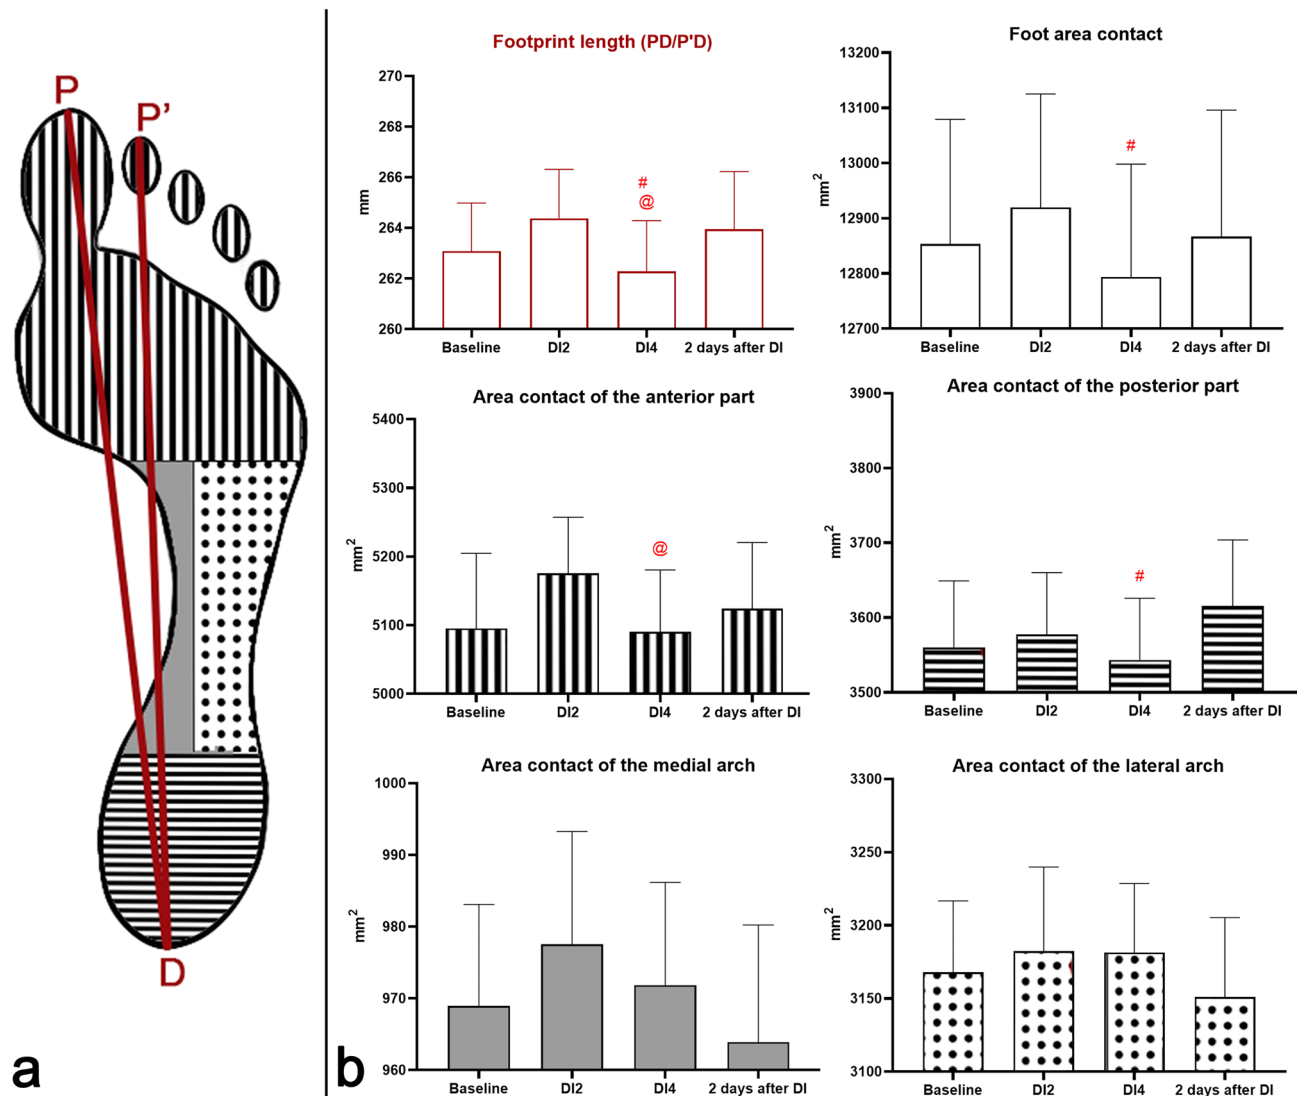 P
P'
D
a
b
Footprint length (PD/P'D)
270
268
266
264
262
260
mm
#
@
Baseline DI2 DI4 2 days after DI
Foot area contact
13200
13100
13000
12900
12800
12700
mm²
#
Baseline DI2 DI4 2 days after DI
Area contact of the anterior part
5400
5300
5200
5100
5000
mm²
@
Baseline DI2 DI4 2 days after DI
Area contact of the posterior part
3900
3800
3700
3600
3500
mm²
#
Baseline DI2 DI4 2 days after DI
Area contact of the medial arch
1000
990
980
970
960
mm²
Baseline DI2 DI4 2 days after DI
Area contact of the lateral arch
3300
3250
3200
3150
3100
mm²
Baseline DI2 DI4 2 days after DI